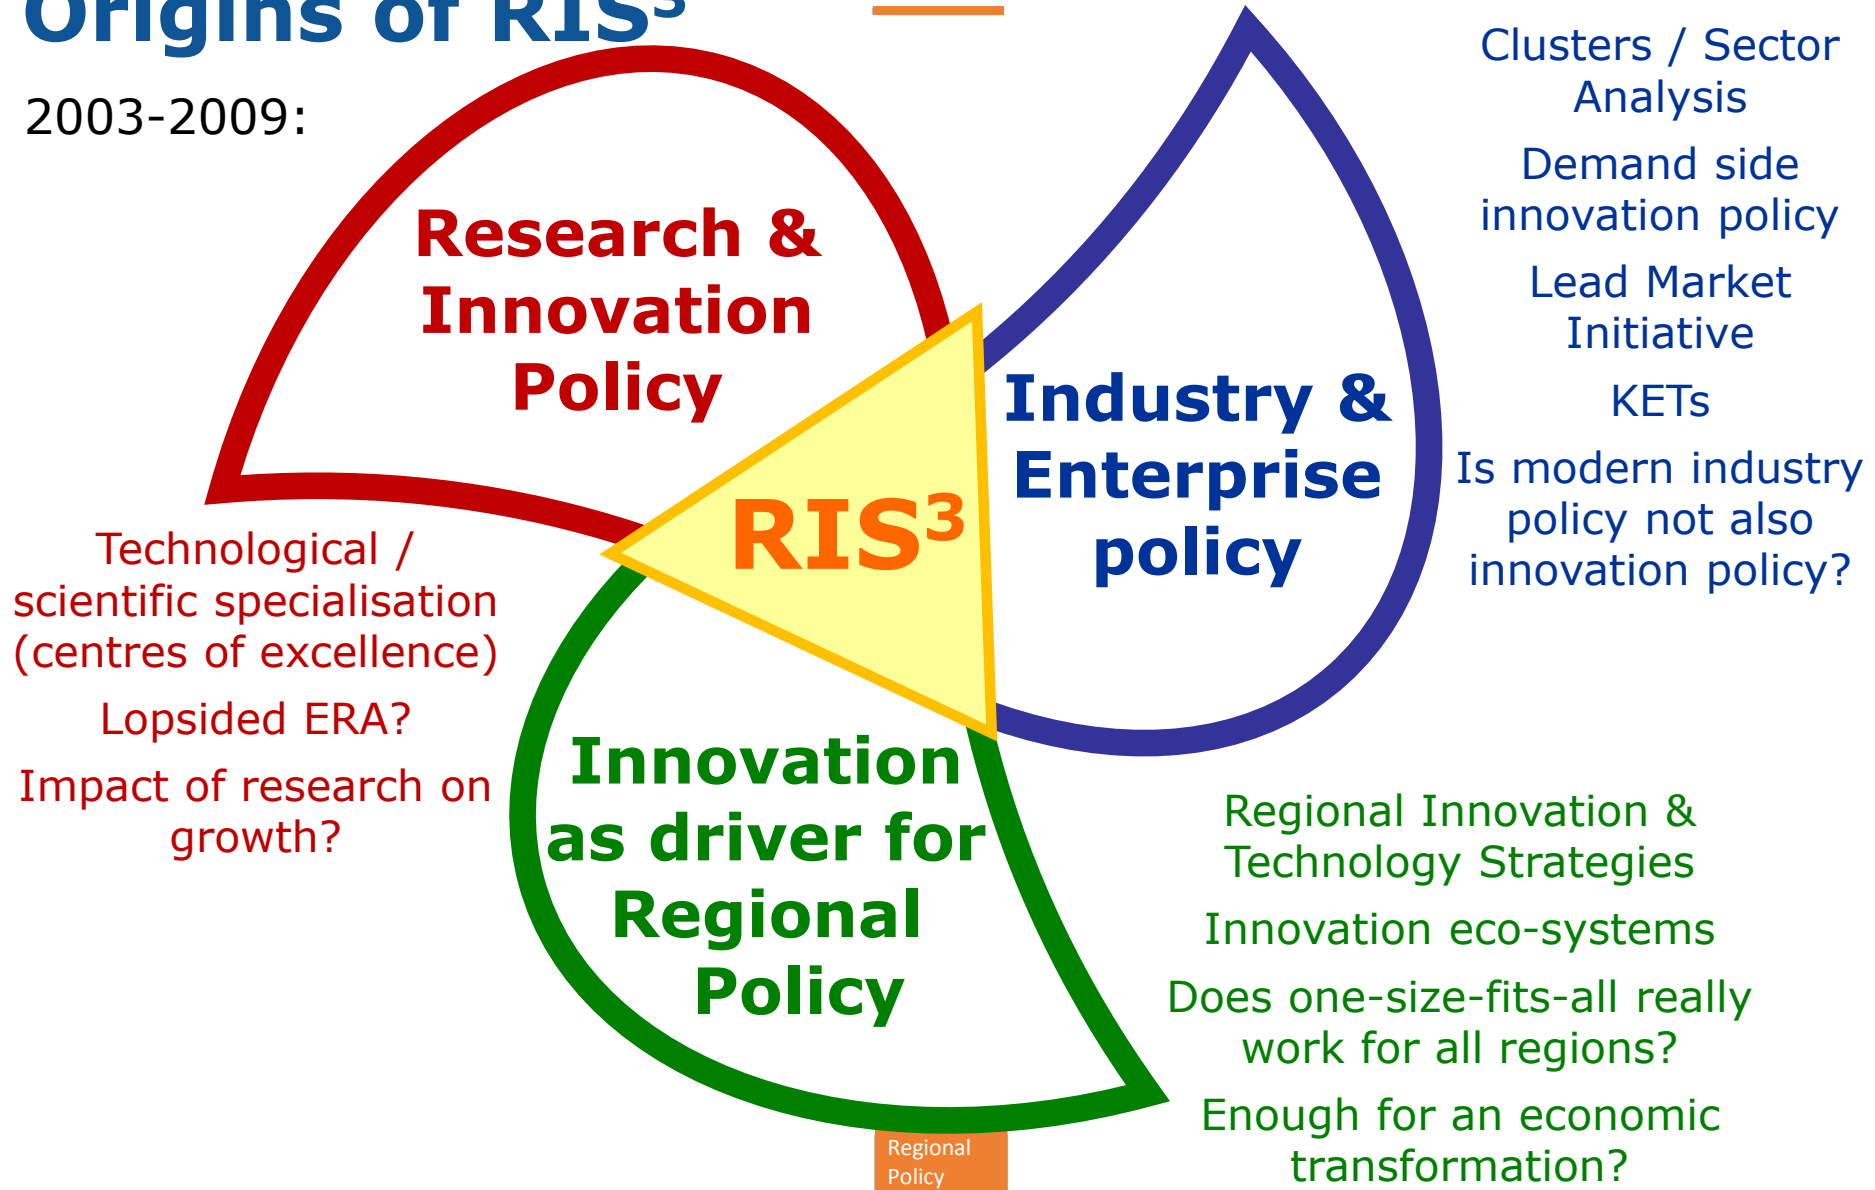 Origins of RIS³
2003-2009:
Research &
Innovation
Policy
Technological /
scientific specialisation
(centres of excellence)
Lopsided ERA?
Impact of research on
growth?
RIS³
Industry &
Enterprise
policy
Clusters / Sector
Analysis
Demand side
innovation policy
Lead Market
Initiative
KETs
Is modern industry
policy not also
innovation policy?
Innovation
as driver for
Regional
Policy
Regional Innovation &
Technology Strategies
Innovation eco-systems
Does one-size-fits-all really
work for all regions?
Enough for an economic
transformation?
Regional
Policy